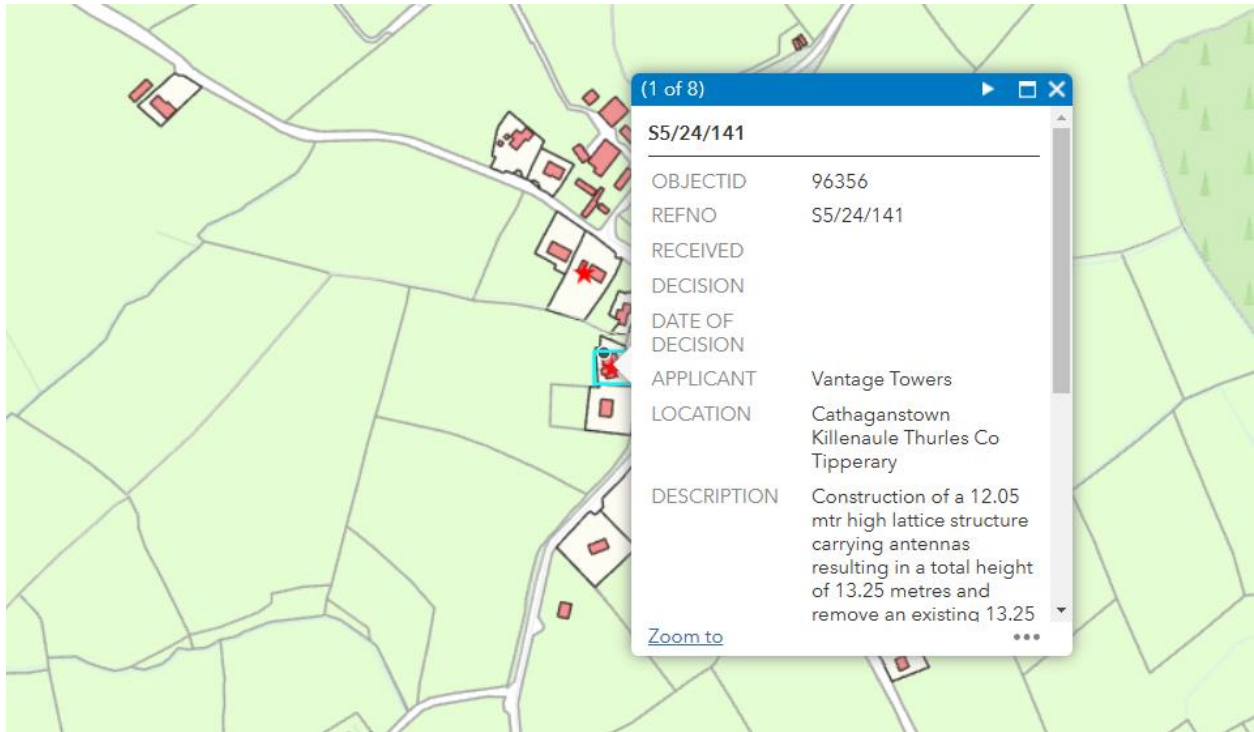 (1 of 8)
S5/24/141
OBJECTID 96356
REFNO S5/24/141
RECEIVED
DECISION
DATE OF
DECISION
APPLICANT Vantage Towers
LOCATION Cathaganstown
Killenaule Thurles Co
Tipperary
DESCRIPTION Construction of a 12.05
mtr high lattice structure
carrying antennas
resulting in a total height
of 13.25 metres and
remove an existing 13.25
Zoom to